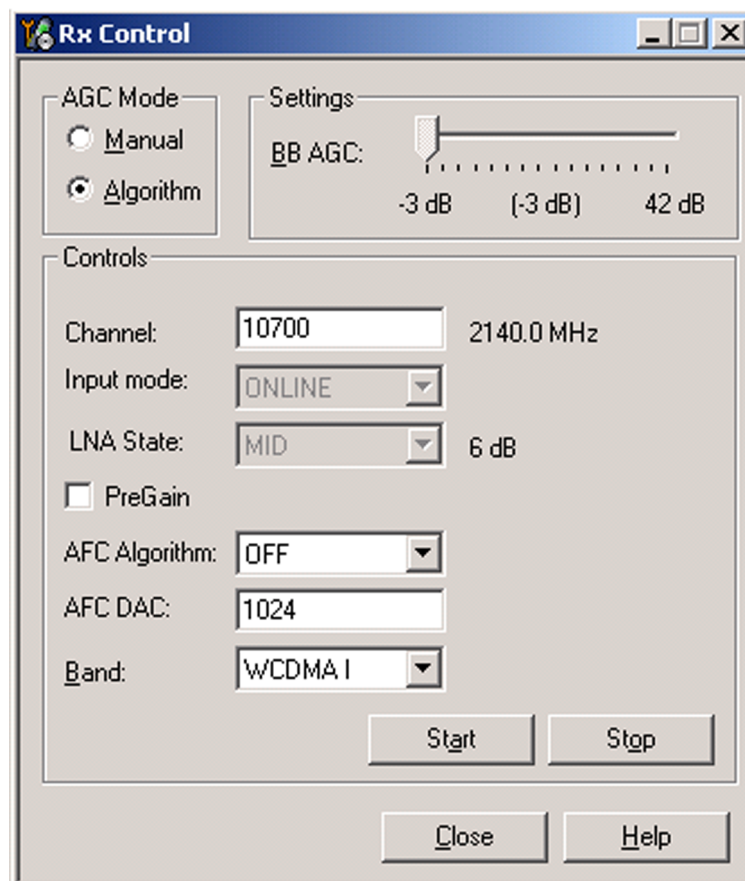 Rx Control
AGC Mode
Manual
Algorithm
Settings
BB AGC:
-3 dB (-3 dB) 42 dB
Controls
Channel: 10700 2140.0 MHz
Input mode: ONLINE
LNA State: MID 6 dB
PreGain
AFC Algorithm: OFF
AFC DAC: 1024
Band: WCDMA I
Start Stop
Close Help